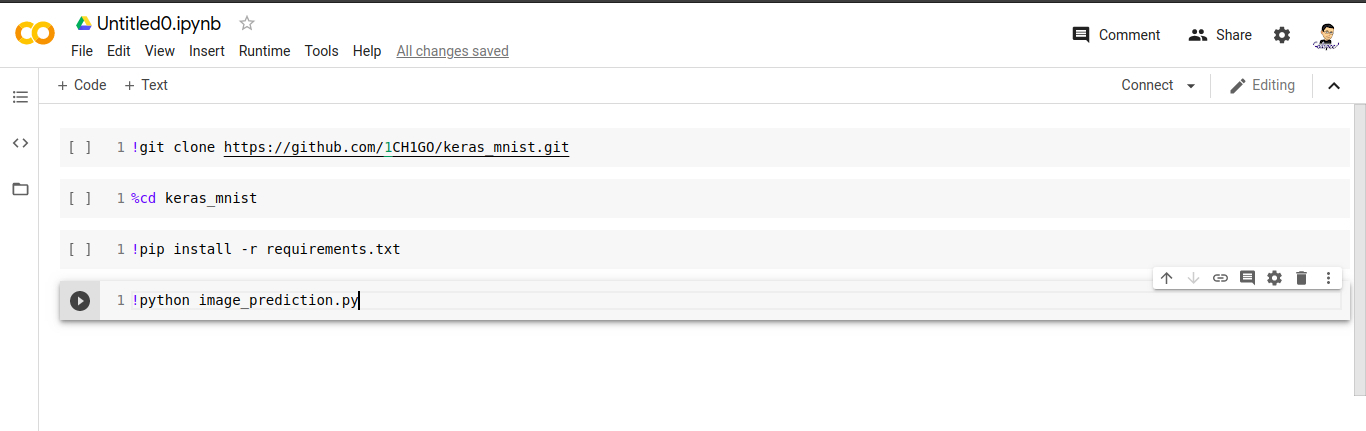 Untitled0.ipynb
File Edit View Insert Runtime Tools Help All changes saved
Comment Share
+ Code + Text
Connect Editing
[ ] 1 !git clone https://github.com/1CH1GO/keras_mnist.git
[ ] 1 %cd keras_mnist
[ ] 1 !pip install -r requirements.txt
1 !python image_prediction.py